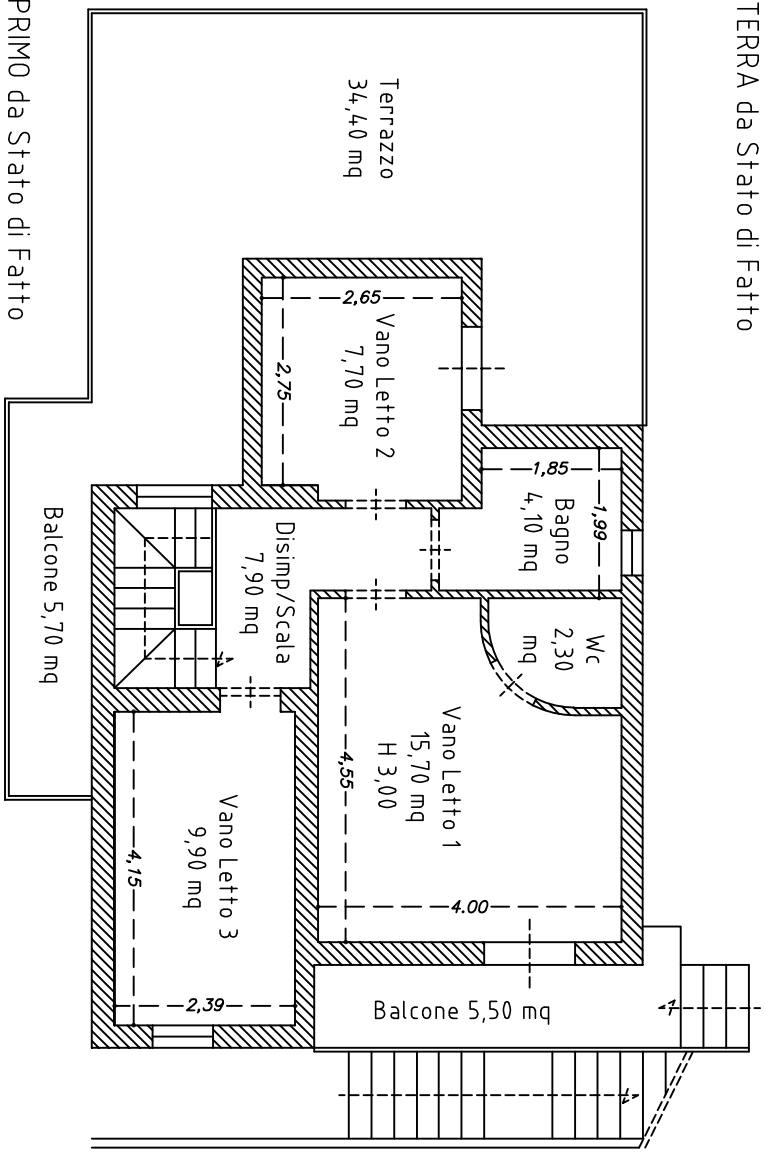 TERRA da Stato di Fatto
Terrazzo
34,40 mq
2,65
2,75
Vano Letto 2
7,70 mq
1,85
1,99
Bagno
4,10 mq
Disimp/Scala
7,90 mq
Wc
2,30
mq
Vano Letto 1
15,70 mq
H 3,00
4,55
4.00
Vano Letto 3
9,90 mq
4,15
2,39
Balcone 5,50 mq
Balcone 5,70 mq
PRIMO da Stato di Fatto